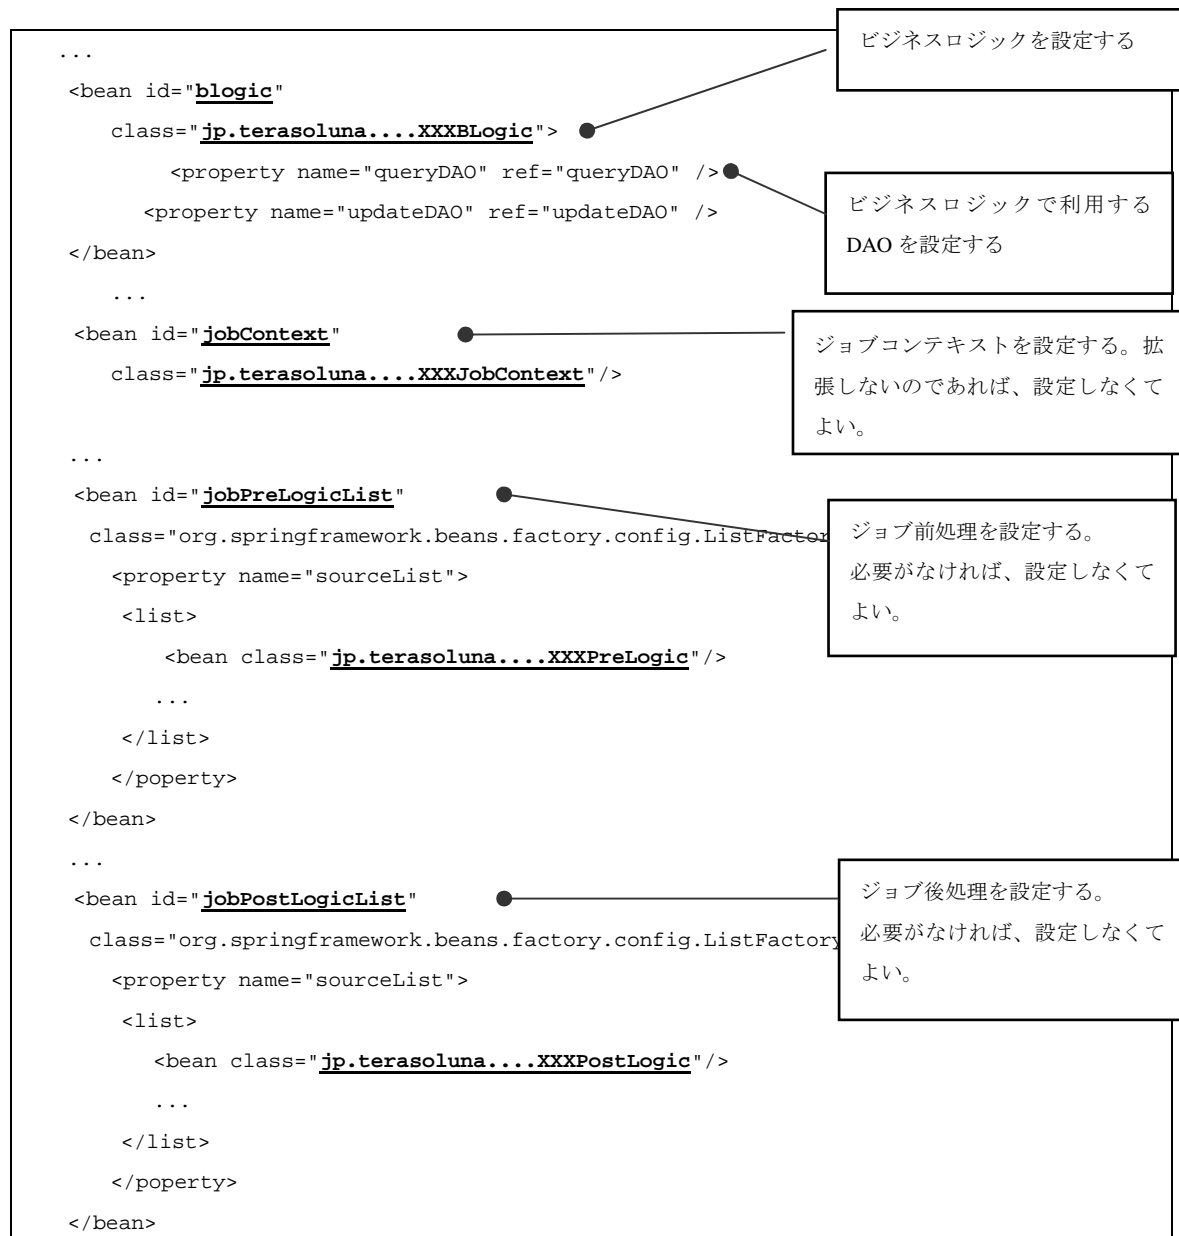 ...
<bean id="blogic"
class="jp.terasoluna....XXXBLogic">
<property name="queryDAO" ref="queryDAO" />
<property name="updateDAO" ref="updateDAO" />
</bean>
...
<bean id="jobContext"
class="jp.terasoluna....XXXJobContext"/>
...
<bean id="jobPreLogicList"
class="org.springframework.beans.factory.config.ListFactor
<property name="sourceList">
<list>
<bean class="jp.terasoluna....XXXPreLogic"/>
...
</list>
</poperty>
</bean>
...
<bean id="jobPostLogicList"
class="org.springframework.beans.factory.config.ListFactory
<property name="sourceList">
<list>
<bean class="jp.terasoluna....XXXPostLogic"/>
...
</list>
</poperty>
</bean>
ビジネスロジックを設定する
ビジネスロジックで利用する
DAO を設定する
ジョブコンテキストを設定する。拡
張しないのであれば、設定しなくて
よい。
ジョブ前処理を設定する。
必要がなければ、設定しなくて
よい。
ジョブ後処理を設定する。
必要がなければ、設定しなくて
よい。